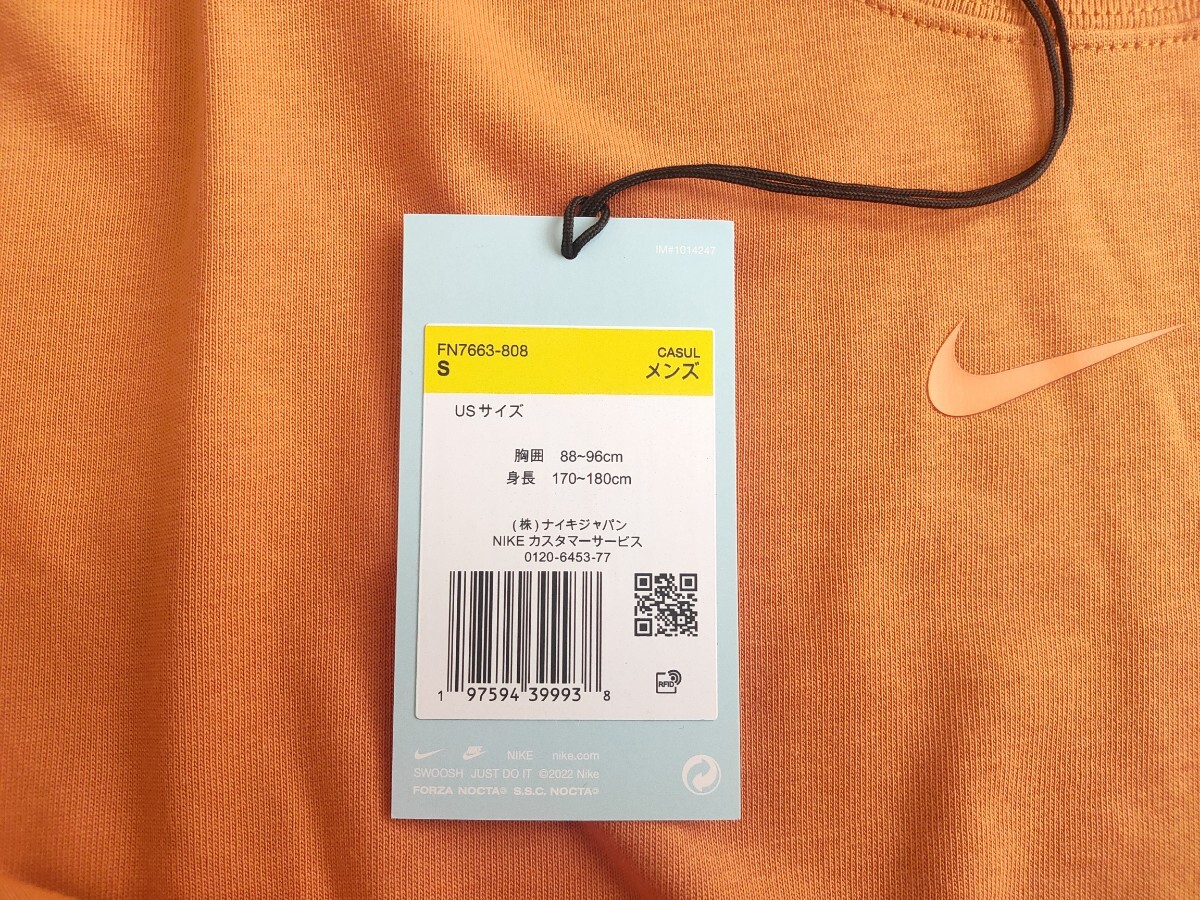 IM#1014247
FN7663-808
CASUL
S
メンズ
USサイズ
胸囲 88~96cm
身長 170~180cm
(株)ナイキジャパン
NIKE カスタマーサービス
0120-6453-77
1 97594 39993 8
RFID
NIKE nike.com
SWOOSH JUST DO IT ©2022 Nike
FORZA NOCTA® S.S.C. NOCTA®